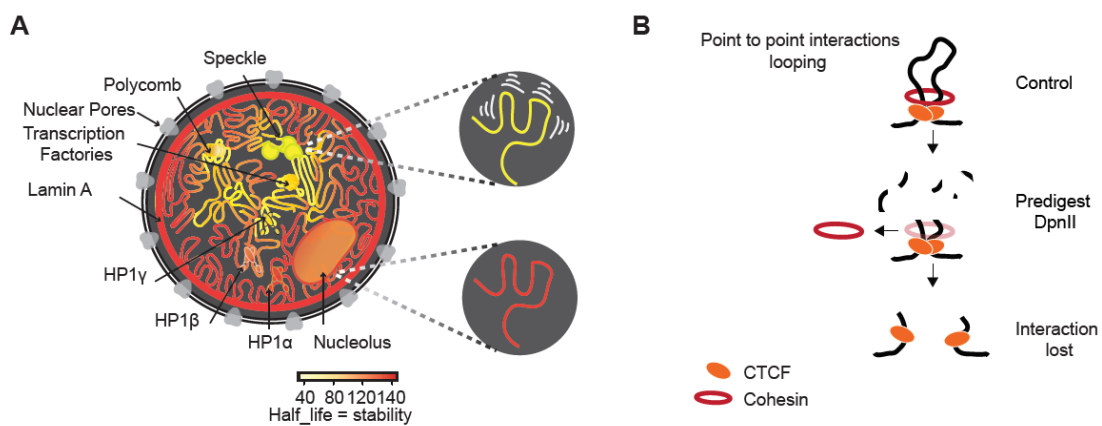 A
Speckle
Polycomb
Nuclear Pores
Transcription
Factories
Lamin A
HP1γ
HP1β
HP1α
Nucleolus
40 80 120 140
Half_life = stability
B
Point to point interactions
looping
Control
Predigest
DpnII
Interaction
lost
CTCF
Cohesin